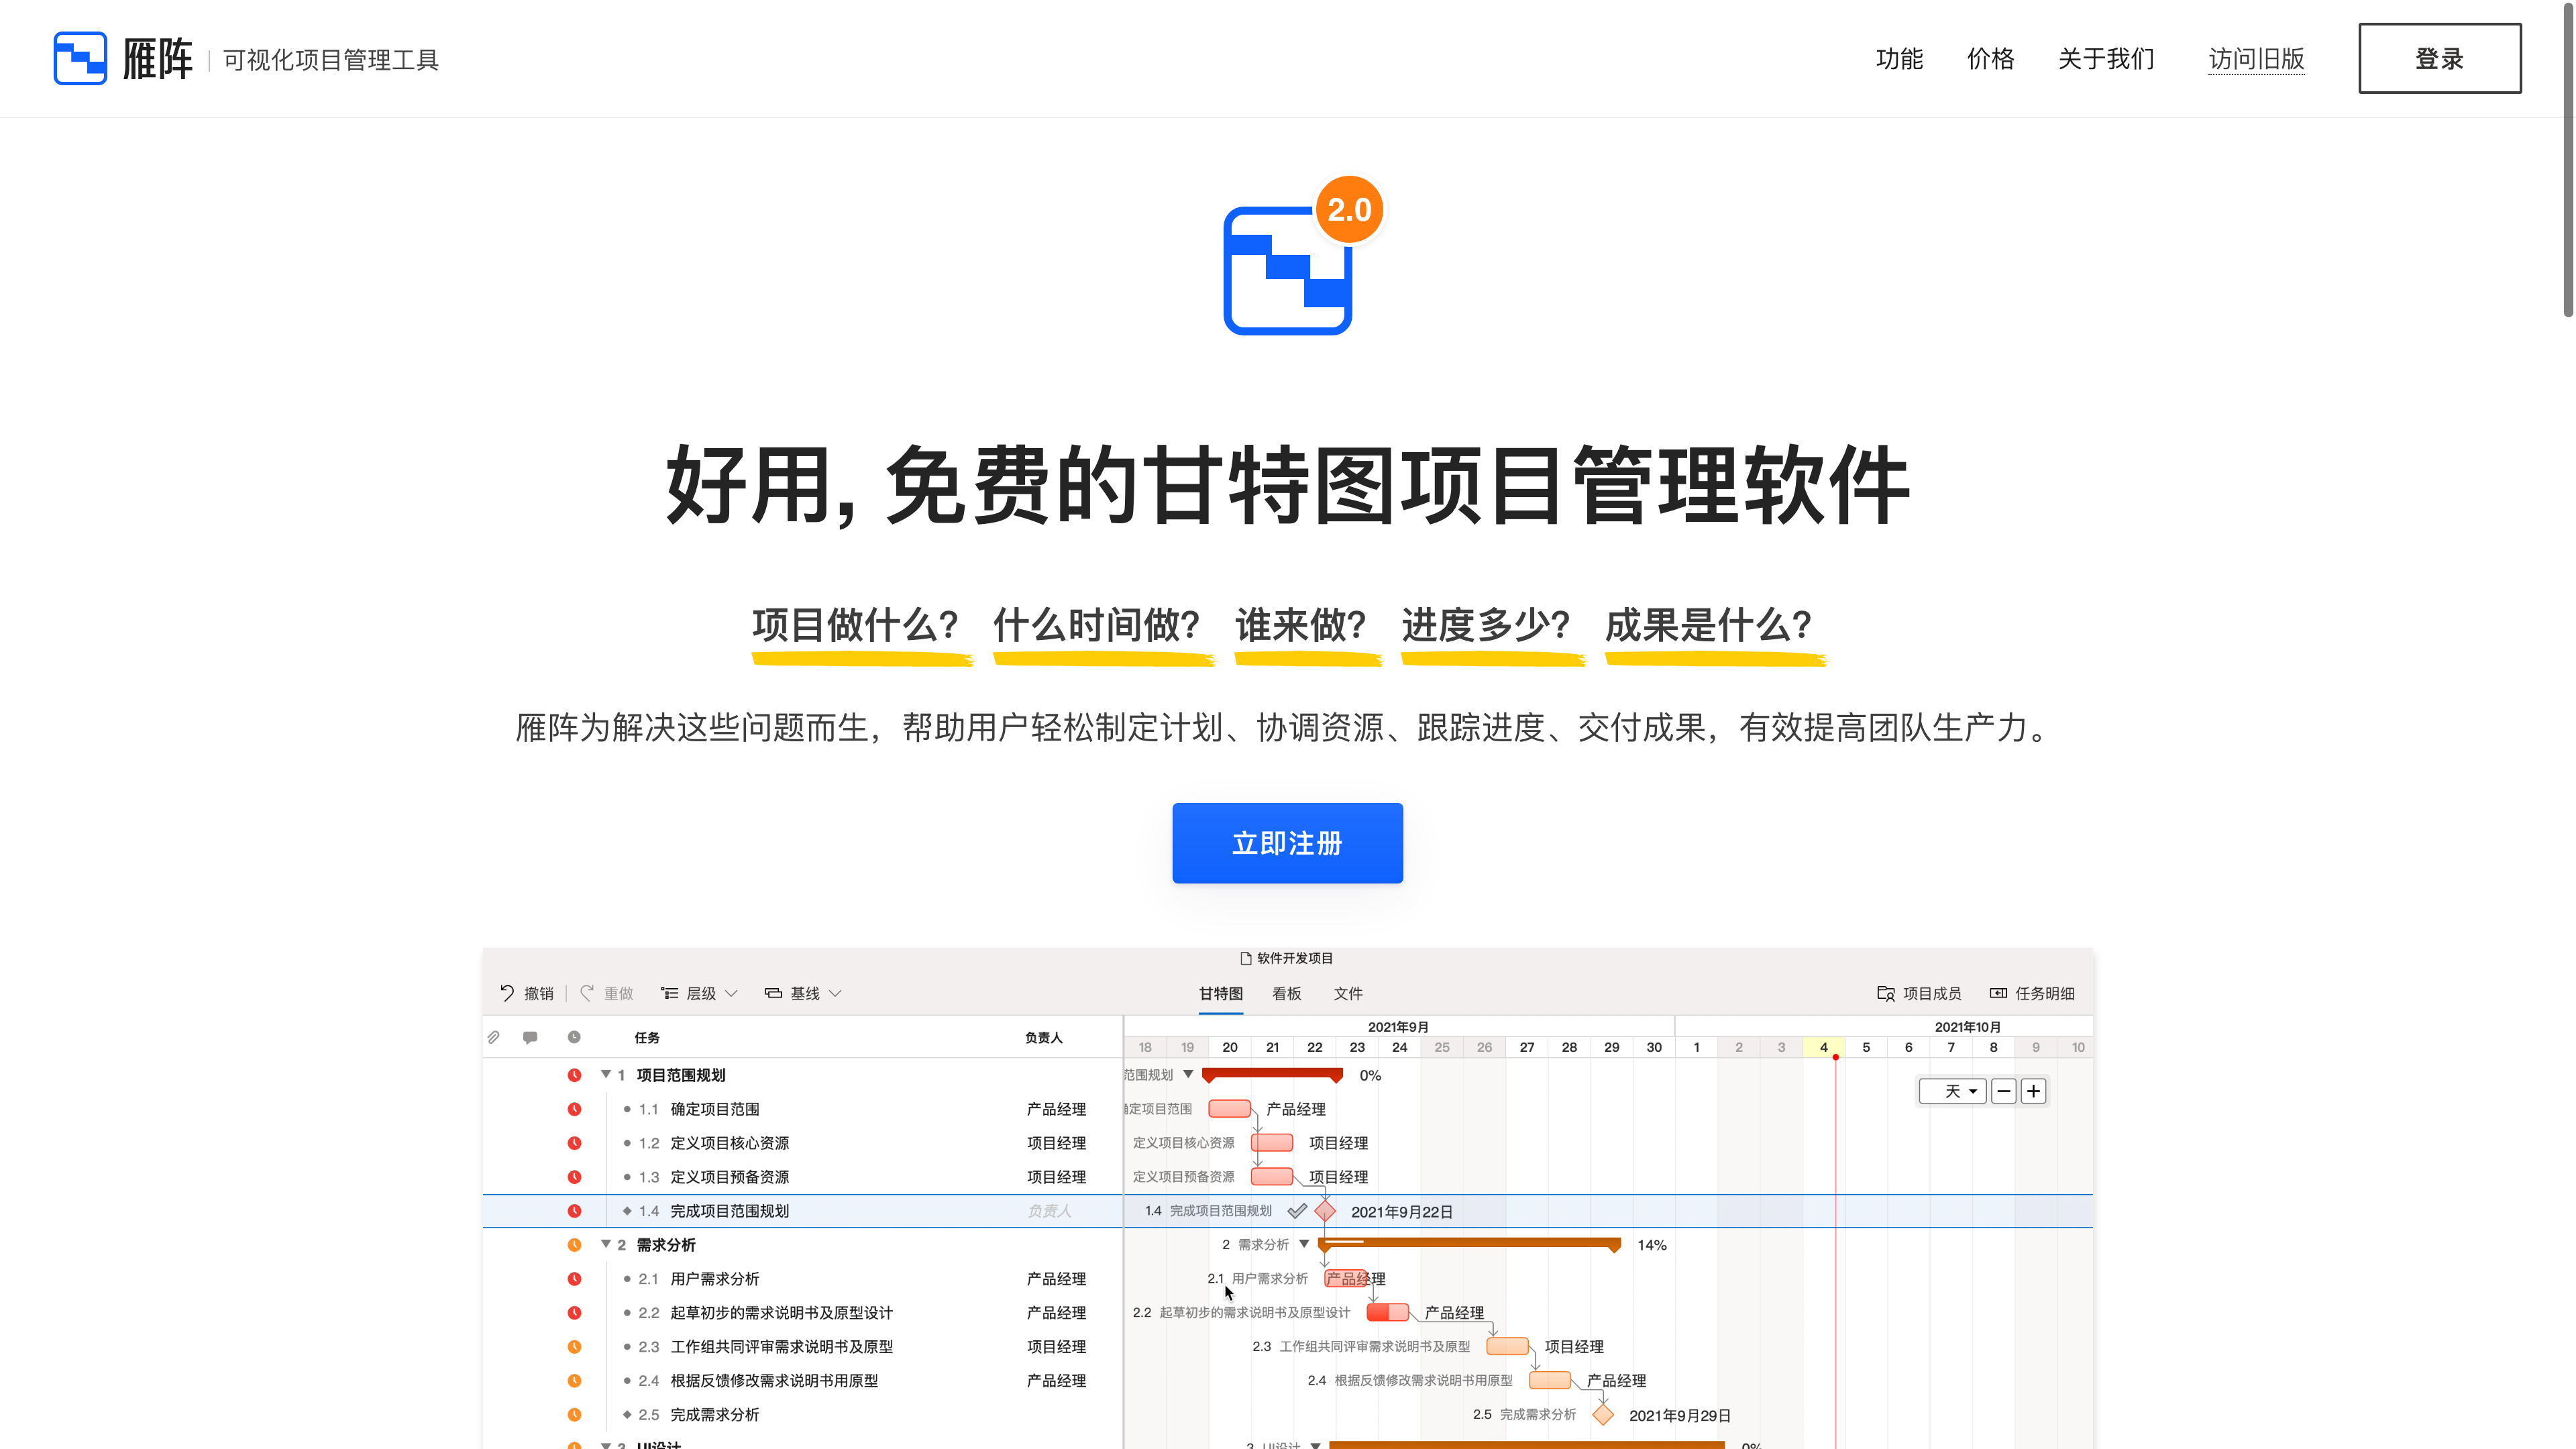 雁阵 可视化项目管理工具 功能 价格 关于我们 访问旧版 登录
2.0
好用, 免费的甘特图项目管理软件
项目做什么? 什么时间做? 谁来做? 进度多少? 成果是什么?
雁阵为解决这些问题而生，帮助用户轻松制定计划、协调资源、跟踪进度、交付成果，有效提高团队生产力。
立即注册
软件开发项目
撤销 重做 层级 基线 甘特图 看板 文件 项目成员 任务明细
任务 负责人 2021年9月 2021年10月
18 19 20 21 22 23 24 25 26 27 28 29 30 1 2 3 4 5 6 7 8 9 10
天
1 项目范围规划 范围规划 0%
1.1 确定项目范围 产品经理 确定项目范围 产品经理
1.2 定义项目核心资源 项目经理 定义项目核心资源 项目经理
1.3 定义项目预备资源 项目经理 定义项目预备资源 项目经理
1.4 完成项目范围规划 负责人 1.4 完成项目范围规划 2021年9月22日
2 需求分析 2 需求分析 14%
2.1 用户需求分析 产品经理 2.1 用户需求分析 产品经理
2.2 起草初步的需求说明书及原型设计 产品经理 2.2 起草初步的需求说明书及原型设计 产品经理
2.3 工作组共同评审需求说明书及原型 项目经理 2.3 工作组共同评审需求说明书及原型 项目经理
2.4 根据反馈修改需求说明书用原型 产品经理 2.4 根据反馈修改需求说明书用原型 产品经理
2.5 完成需求分析 2.5 完成需求分析 2021年9月29日
3 UI设计 3 UI设计 0%